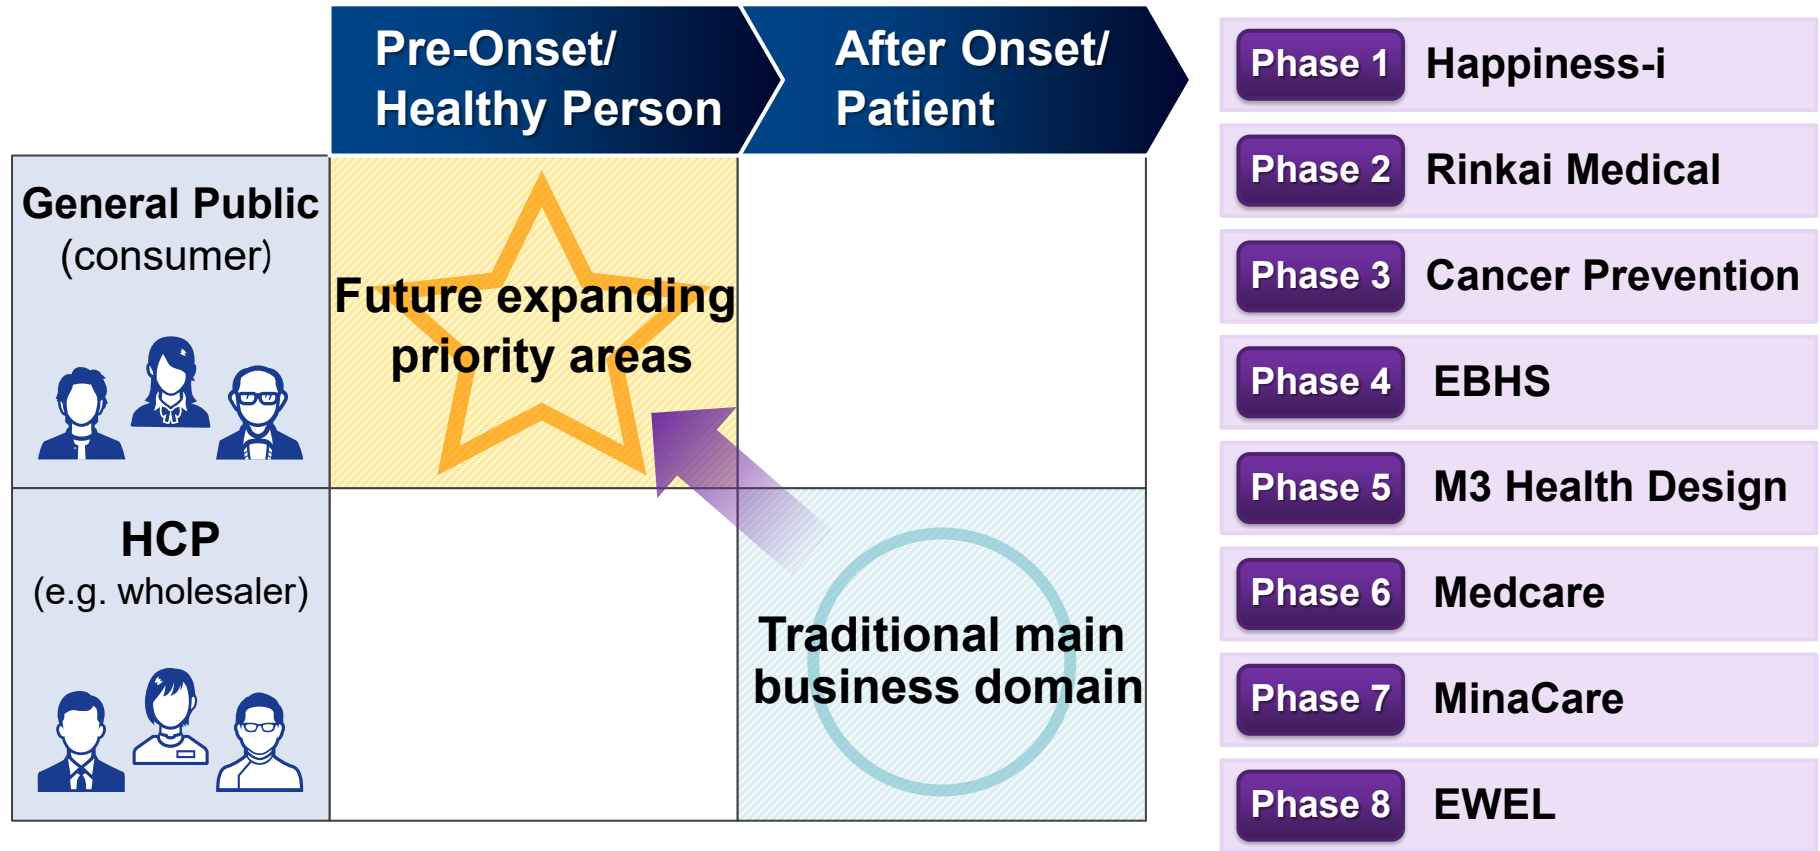 Pre-Onset/
Healthy Person
After Onset/
Patient
General Public
(consumer)
Future expanding
priority areas
HCP
(e.g. wholesaler)
Traditional main
business domain
Phase 1 Happiness-i
Phase 2 Rinkai Medical
Phase 3 Cancer Prevention
Phase 4 EBHS
Phase 5 M3 Health Design
Phase 6 Medcare
Phase 7 MinaCare
Phase 8 EWEL